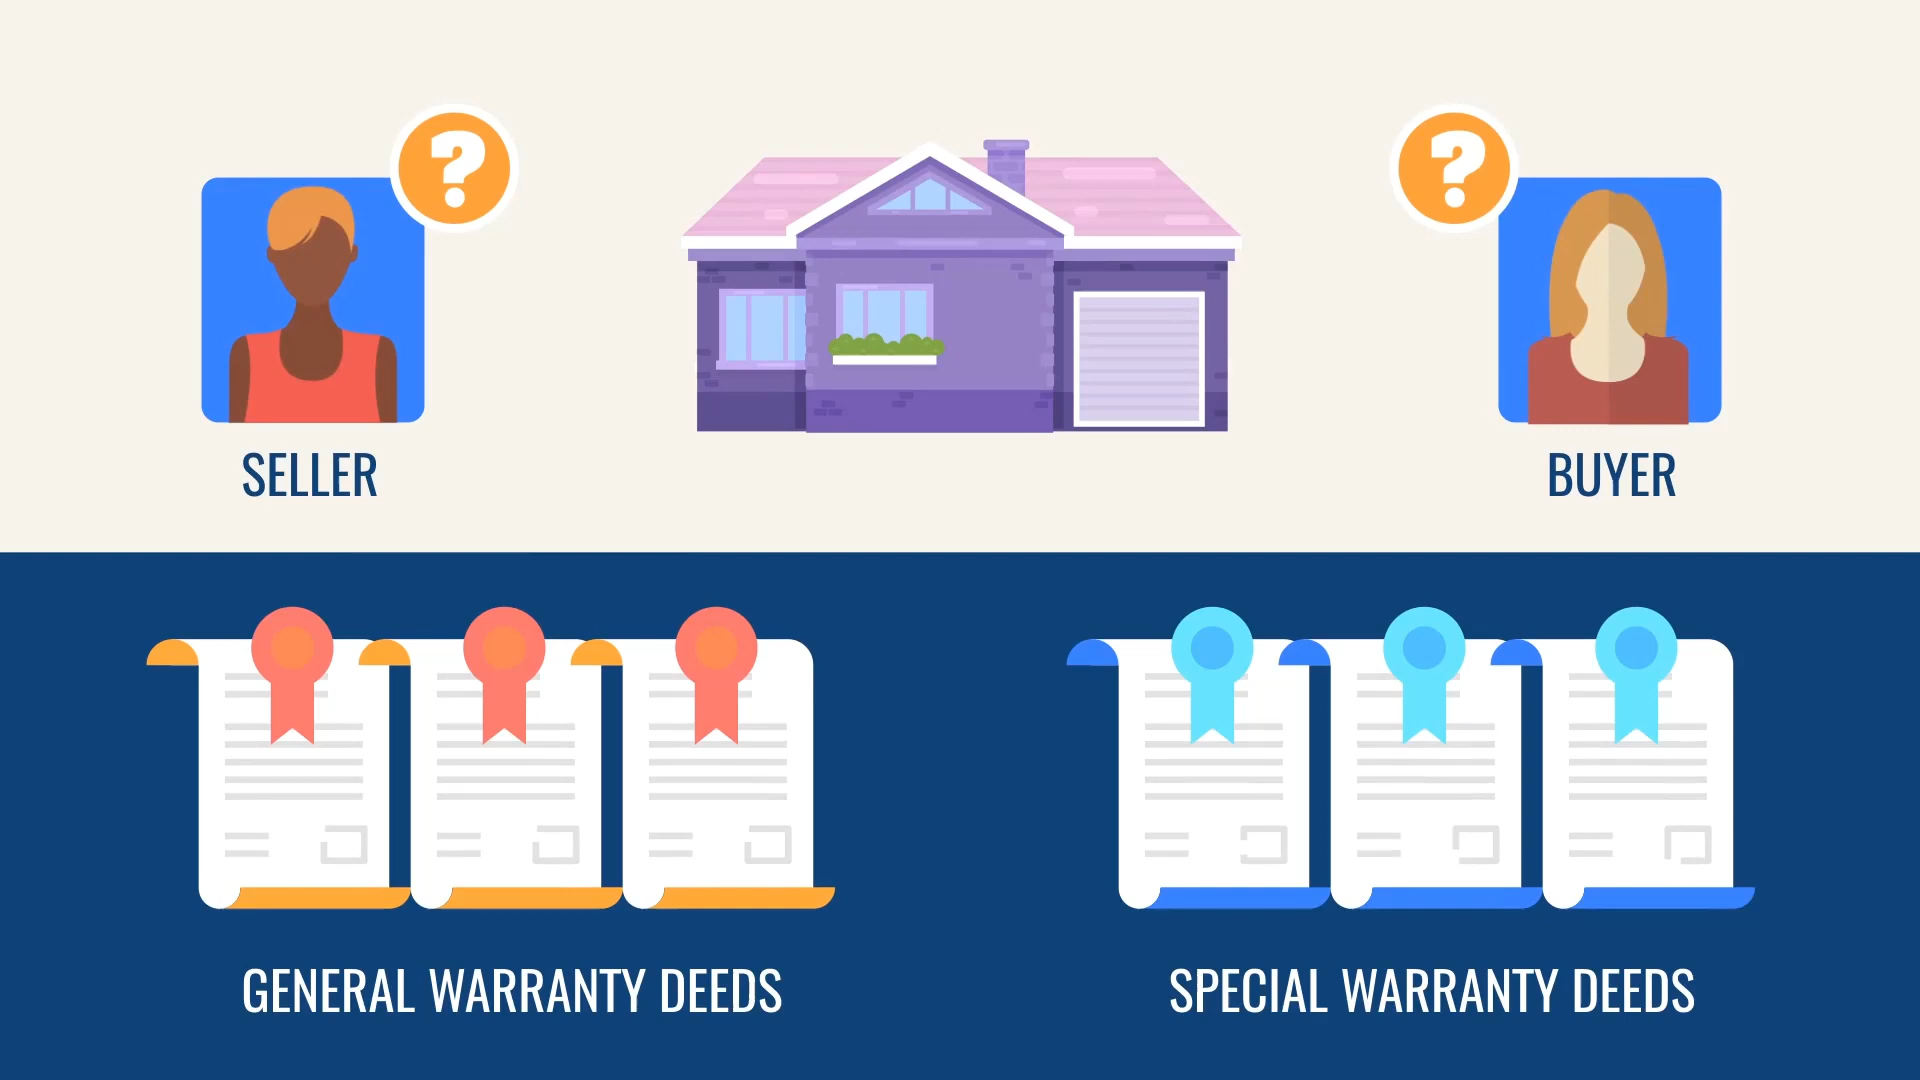 ?
?
SELLER
BUYER
GENERAL WARRANTY DEEDS
SPECIAL WARRANTY DEEDS